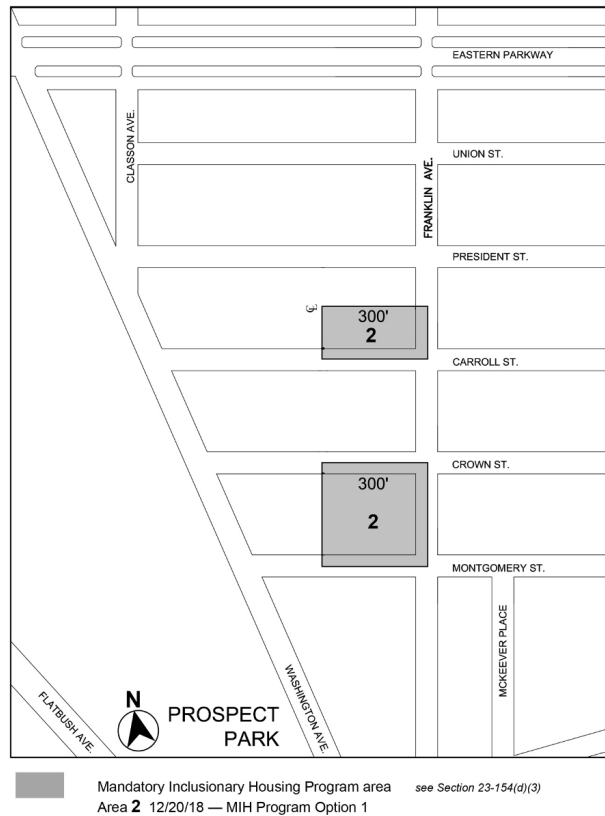 EASTERN PARKWAY
CLASSON AVE.
UNION ST.
FRANKLIN AVE.
PRESIDENT ST.
℄
300'
2
CARROLL ST.
CROWN ST.
300'
2
MONTGOMERY ST.
MCKEEVER PLACE
WASHINGTON AVE.
FLATBUSH AVE.
N
PROSPECT
PARK
Mandatory Inclusionary Housing Program area see Section 23-154(d)(3)
Area 2 12/20/18 — MIH Program Option 1